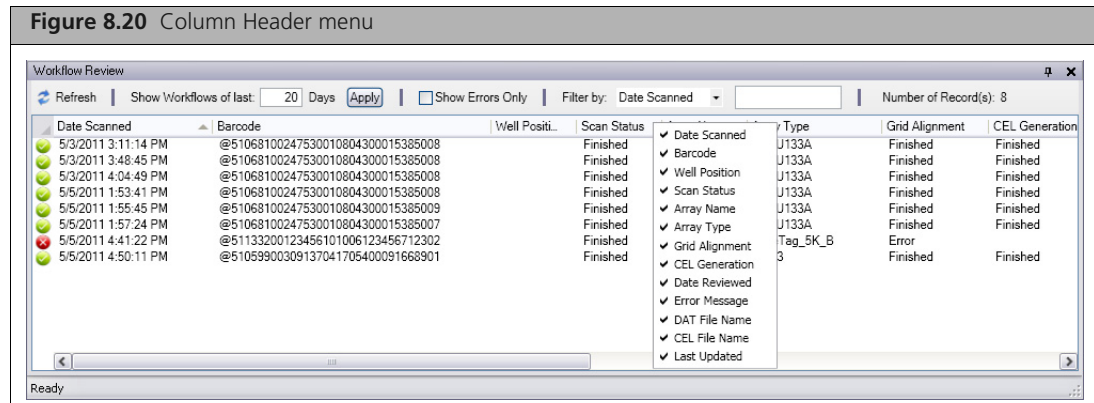 Figure 8.20 Column Header menu
Workflow Review
Refresh Show Workflows of last: 20 Days Apply Show Errors Only Filter by: Date Scanned Number of Record(s): 8
Date Scanned Barcode Well Positi... Scan Status Type Grid Alignment CEL Generation
5/3/2011 3:11:14 PM @51068100247530010804300015385008 Finished U133A Finished Finished
5/3/2011 3:48:45 PM @51068100247530010804300015385008 Finished U133A Finished Finished
5/3/2011 4:04:49 PM @51068100247530010804300015385008 Finished U133A Finished Finished
5/5/2011 1:53:41 PM @51068100247530010804300015385008 Finished U133A Finished Finished
5/5/2011 1:55:45 PM @51068100247530010804300015385009 Finished U133A Finished Finished
5/5/2011 1:57:24 PM @51068100247530010804300015385007 Finished U133A Finished Finished
5/5/2011 4:41:22 PM @51133200123456101006123456712302 Finished Tag_5K_B Error
5/5/2011 4:50:11 PM @51059900309137041705400091668901 Finished 3 Finished Finished
Date Scanned
Barcode
Well Position
Scan Status
Array Name
Array Type
Grid Alignment
CEL Generation
Date Reviewed
Error Message
DAT File Name
CEL File Name
Last Updated
Ready